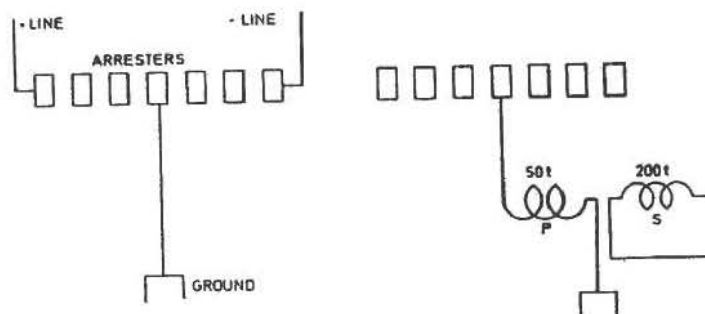 - LINE
- LINE
ARRESTERS
50t
200t
P
S
GROUND